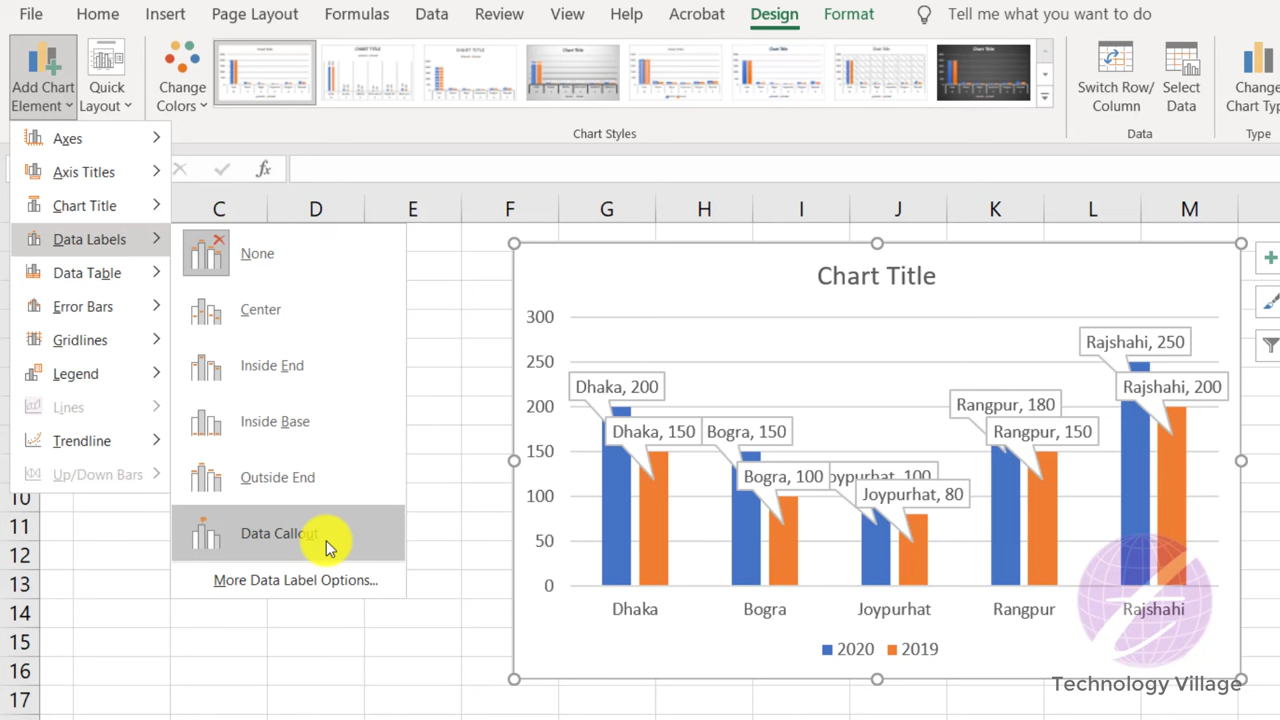 File Home Insert Page Layout Formulas Data Review View Help Acrobat Design Format Tell me what you want to do
Add Chart
Element
Quick
Layout
Change
Colors
Chart Styles
Switch Row/
Column
Select
Data
Data
Change
Chart Typ
Type
fx
Axes
Axis Titles
Chart Title
Data Labels
Data Table
Error Bars
Gridlines
Legend
Lines
Trendline
Up/Down Bars
None
Center
Inside End
Inside Base
Outside End
Data Callout
More Data Label Options...
C D E F G H I J K L M
10
11
12
13
14
15
16
17
Chart Title
300
250
200
150
100
50
0
Dhaka, 200
Dhaka, 150
Bogra, 150
Bogra, 100
oypurhat, 100
Joypurhat, 80
Rangpur, 180
Rangpur, 150
Rajshahi, 250
Rajshahi, 200
Dhaka Bogra Joypurhat Rangpur Rajshahi
2020 2019
Technology Village